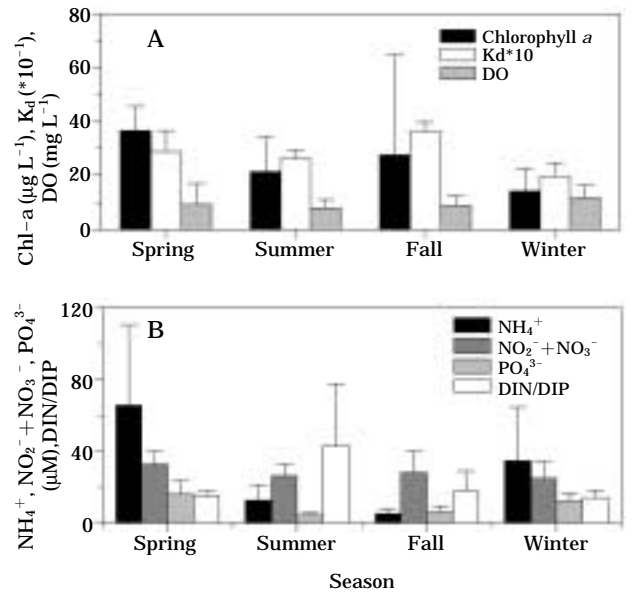 Chl-a (μg L⁻¹), K_d (*10⁻¹),
DO (mg L⁻¹)
80
60
40
20
0
A
Chlorophyll a
Kd*10
DO
Spring Summer Fall Winter
NH₄⁺, NO₂⁻+NO₃⁻, PO₄³⁻
(μM),DIN/DIP
120
80
40
0
B
NH₄⁺
NO₂⁻+NO₃⁻
PO₄³⁻
DIN/DIP
Spring Summer Fall Winter
Season